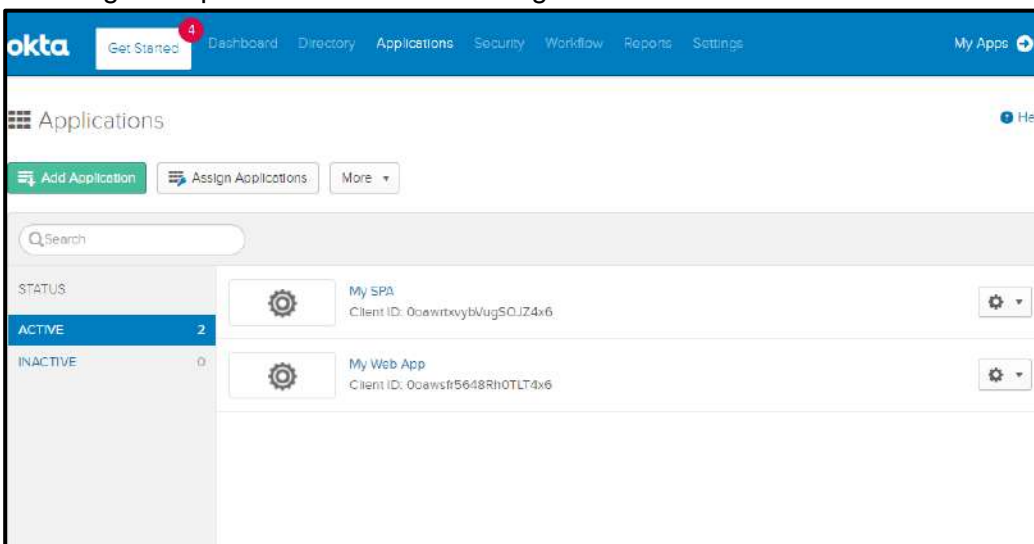 okta Get Started 4 Dashboard Directory Applications Security Workflow Reports Settings My Apps
Applications
He
Add Application Assign Applications More
Search
STATUS
ACTIVE 2
INACTIVE 0
My SPA
Client ID:
My Web App
Client ID: 0oawsfr5648Rh0TLT4x6